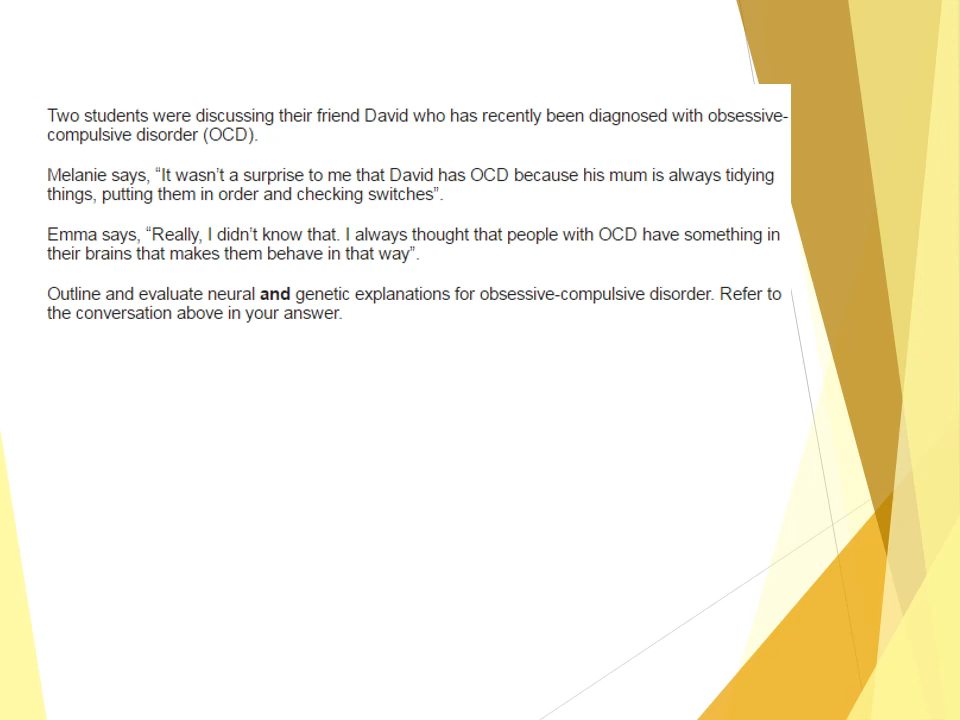 Two students were discussing their friend David who has recently been diagnosed with obsessive-
compulsive disorder (OCD).
Melanie says, “It wasn’t a surprise to me that David has OCD because his mum is always tidying
things, putting them in order and checking switches”.
Emma says, “Really, I didn’t know that. I always thought that people with OCD have something in
their brains that makes them behave in that way”.
Outline and evaluate neural and genetic explanations for obsessive-compulsive disorder. Refer to
the conversation above in your answer.